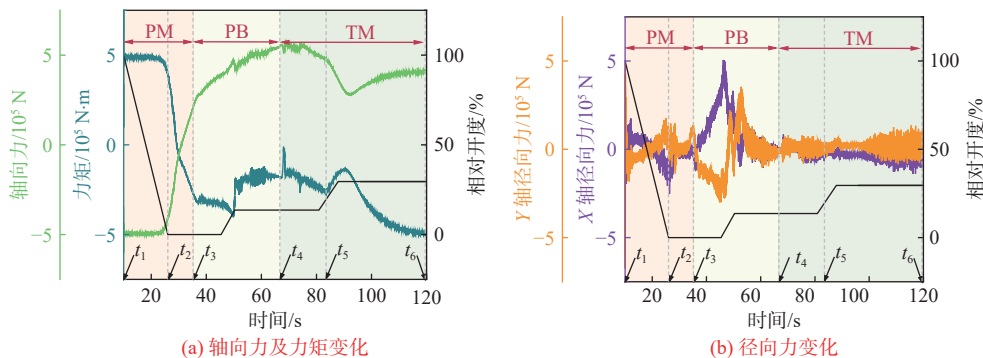 PM PB TM
5 5 100
0 0 50
−5 −5 0
轴向力/10⁵ N
力矩/10⁵ N·m
相对开度/%
t₁ t₂ t₃ t₄ t₅ t₆
20 40 60 80 100 120
时间/s
(a) 轴向力及力矩变化
PM PB TM
5 5 100
0 0 50
−5 −5 0
Y 轴径向力/10⁵ N
X 轴径向力/10⁵ N
相对开度/%
t₁ t₂ t₃ t₄ t₅ t₆
20 40 60 80 100 120
时间/s
(b) 径向力变化